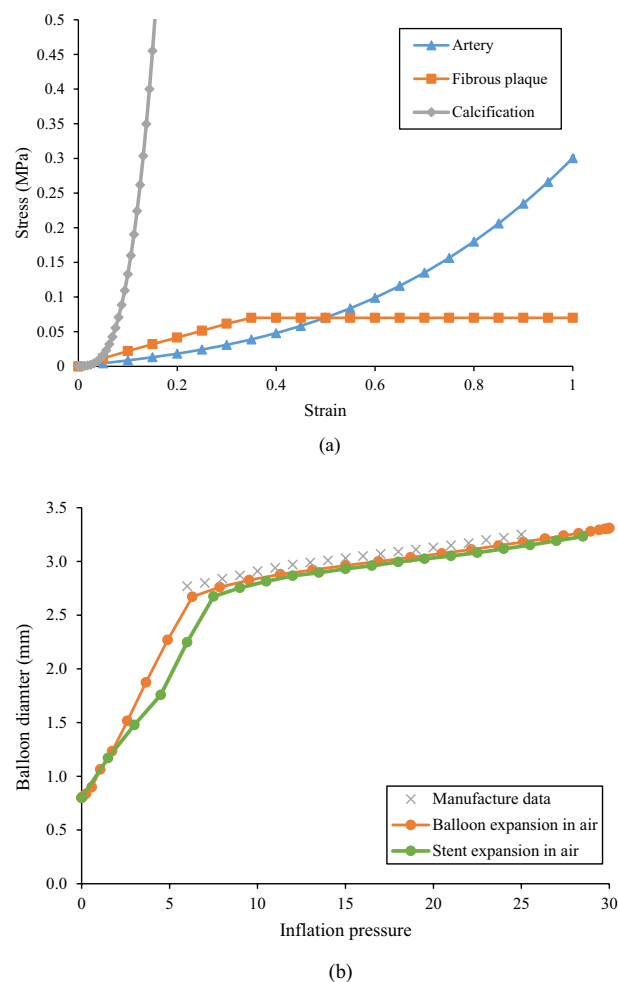 0.5
0.45
0.4
0.35
0.3
0.25
0.2
0.15
0.1
0.05
0
Stress (MPa)
Artery
Fibrous plaque
Calcification
0 0.2 0.4 0.6 0.8 1
Strain
(a)
3.5
3.0
2.5
2.0
1.5
1.0
0.5
0.0
Balloon diamter (mm)
Manufacture data
Balloon expansion in air
Stent expansion in air
0 5 10 15 20 25 30
Inflation pressure
(b)